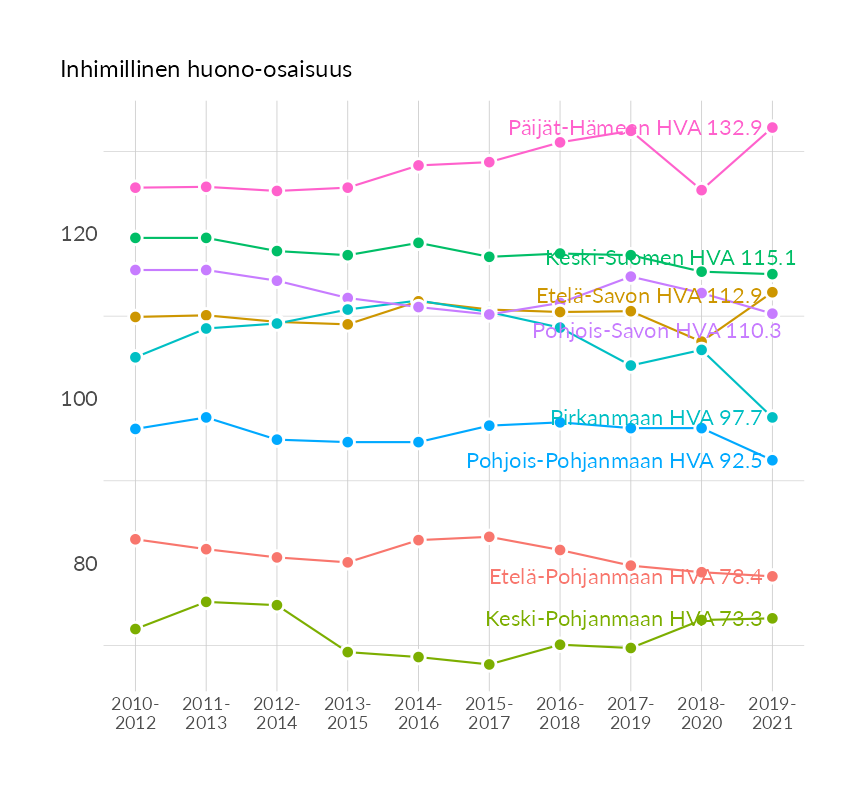 Inhimillinen huono-osaisuus
Päijät-Hämeen HVA 132.9
120
Keski-Suomen HVA 115.1
Etelä-Savon HVA 112.9
Pohjois-Savon HVA 110.3
100
Pirkanmaan HVA 97.7
Pohjois-Pohjanmaan HVA 92.5
80
Etelä-Pohjanmaan HVA 78.4
Keski-Pohjanmaan HVA 73.3
2010- 2011- 2012- 2013- 2014- 2015- 2016- 2017- 2018- 2019-
2012 2013 2014 2015 2016 2017 2018 2019 2020 2021